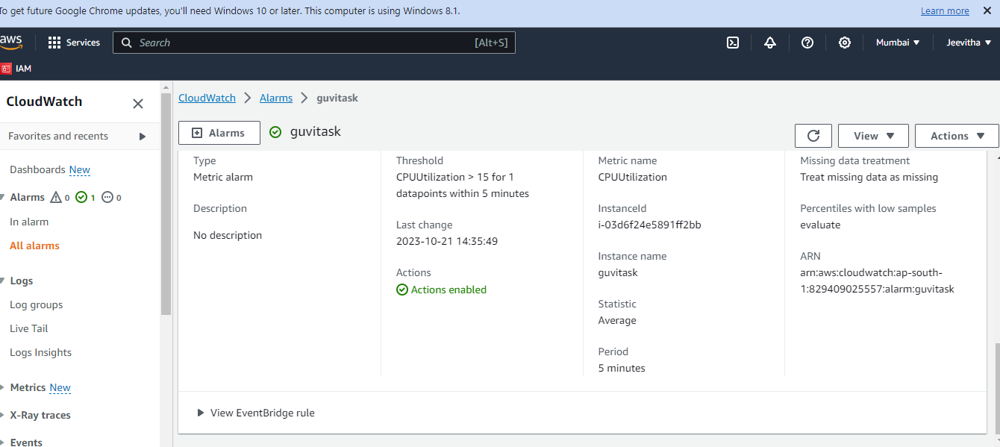 To get future Google Chrome updates, you'll need Windows 10 or later. This computer is using Windows 8.1.
Learn more
aws
Services
Search
[Alt+S]
Mumbai
Jeevitha
IAM
CloudWatch
Favorites and recents
Dashboards New
Alarms 0 1 0
In alarm
All alarms
Logs
Log groups
Live Tail
Logs Insights
Metrics New
X-Ray traces
Events
CloudWatch
Alarms
guvitask
Alarms
guvitask
View
Actions
Type
Metric alarm
Description
No description
Threshold
CPUUtilization > 15 for 1
datapoints within 5 minutes
Last change
2023-10-21 14:35:49
Actions
Actions enabled
Metric name
CPUUtilization
InstanceId
i-03d6f24e5891ff2bb
Instance name
guvitask
Statistic
Average
Period
5 minutes
Missing data treatment
Treat missing data as missing
Percentiles with low samples
evaluate
ARN
arn:aws:cloudwatch:ap-south-
1:829409025557:alarm:guvitask
View EventBridge rule